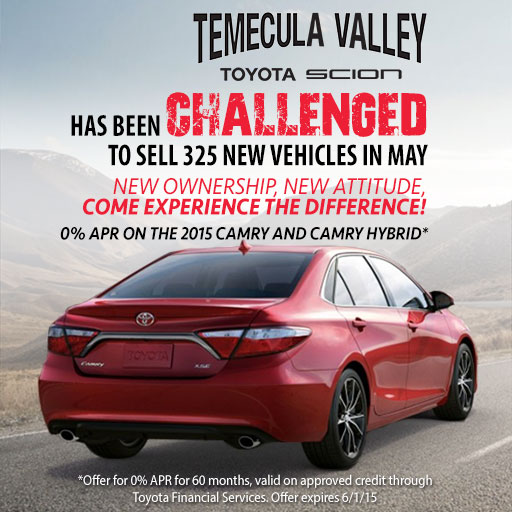 TEMECULA VALLEY
TOYOTA SCION
HAS BEEN CHALLENGED
TO SELL 325 NEW VEHICLES IN MAY
NEW OWNERSHIP, NEW ATTITUDE,
COME EXPERIENCE THE DIFFERENCE!
0% APR ON THE 2015 CAMRY AND CAMRY HYBRID*
TOYOTA
CAMRY XSE
*Offer for 0% APR for 60 months, valid on approved credit through
Toyota Financial Services. Offer expires 6/1/15